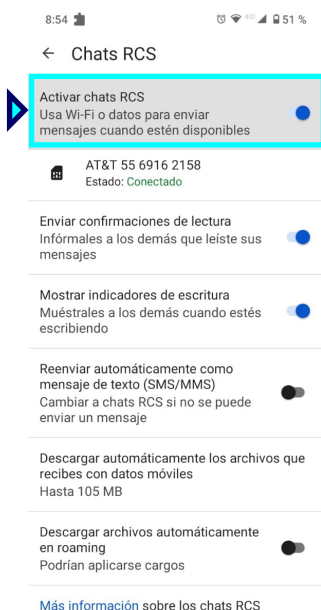 8:54 51 %
Chats RCS
Activar chats RCS
Usa Wi-Fi o datos para enviar
mensajes cuando estén disponibles
AT&T 55 6916 2158
Estado: Conectado
Enviar confirmaciones de lectura
Infórmales a los demás que leíste sus
mensajes
Mostrar indicadores de escritura
Muéstrales a los demás cuando estés
escribiendo
Reenviar automáticamente como
mensaje de texto (SMS/MMS)
Cambiar a chats RCS si no se puede
enviar un mensaje
Descargar automáticamente los archivos que
recibes con datos móviles
Hasta 105 MB
Descargar archivos automáticamente
en roaming
Podrían aplicarse cargos
Más información sobre los chats RCS